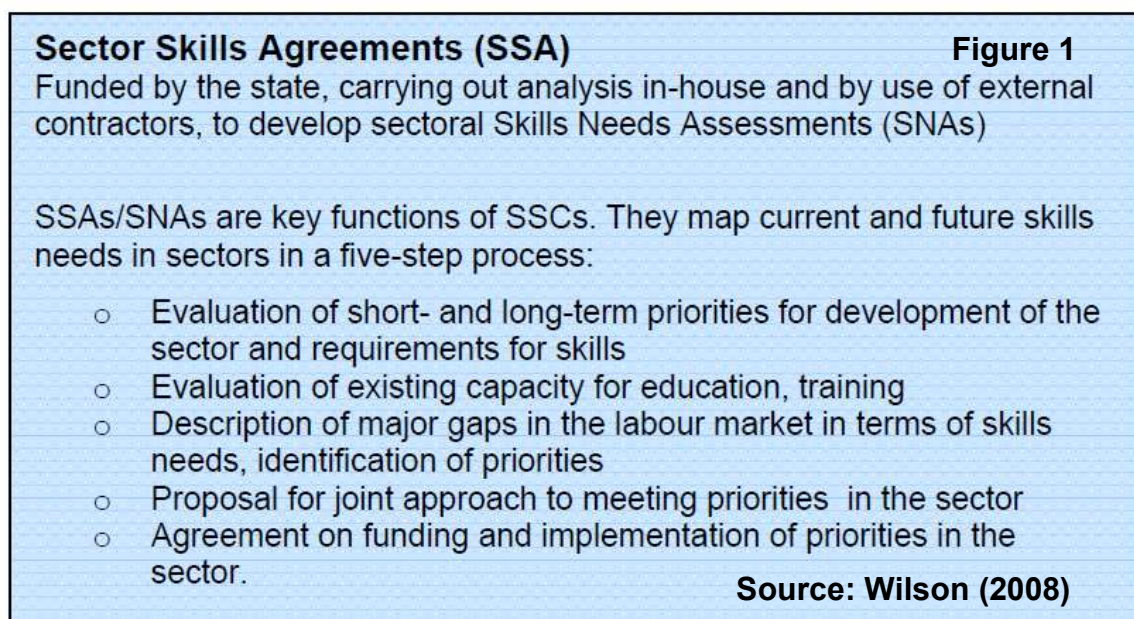 Sector Skills Agreements (SSA) Figure 1
Funded by the state, carrying out analysis in-house and by use of external
contractors, to develop sectoral Skills Needs Assessments (SNAs)
SSAs/SNAs are key functions of SSCs. They map current and future skills
needs in sectors in a five-step process:
o Evaluation of short- and long-term priorities for development of the
sector and requirements for skills
o Evaluation of existing capacity for education, training
o Description of major gaps in the labour market in terms of skills
needs, identification of priorities
o Proposal for joint approach to meeting priorities in the sector
o Agreement on funding and implementation of priorities in the
sector.
Source: Wilson (2008)